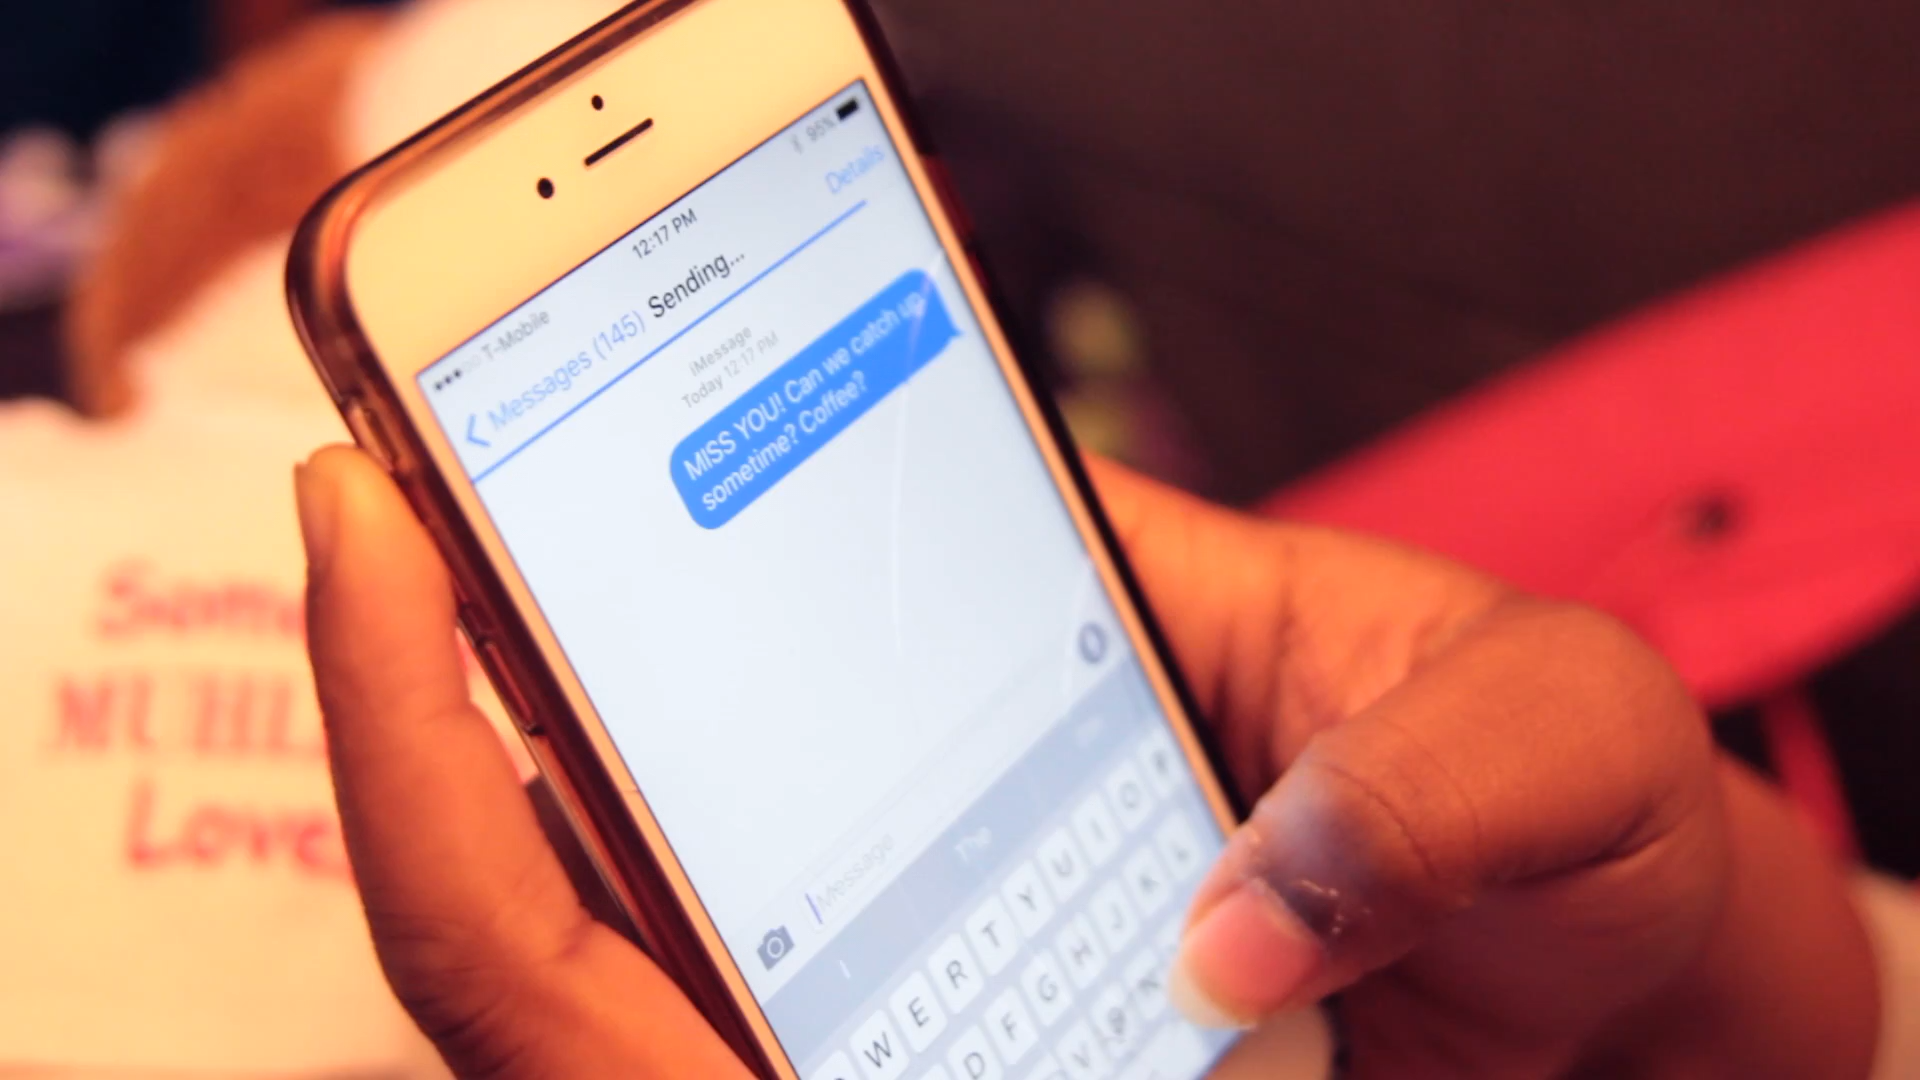 95%
T-Mobile 12:17 PM
Messages (145) Sending... Details
iMessage
Today 12:17 PM
MISS YOU! Can we catch up
sometime? Coffee?
Message
I The
W E R T Y U I O P
D F G H J K L
V
Love